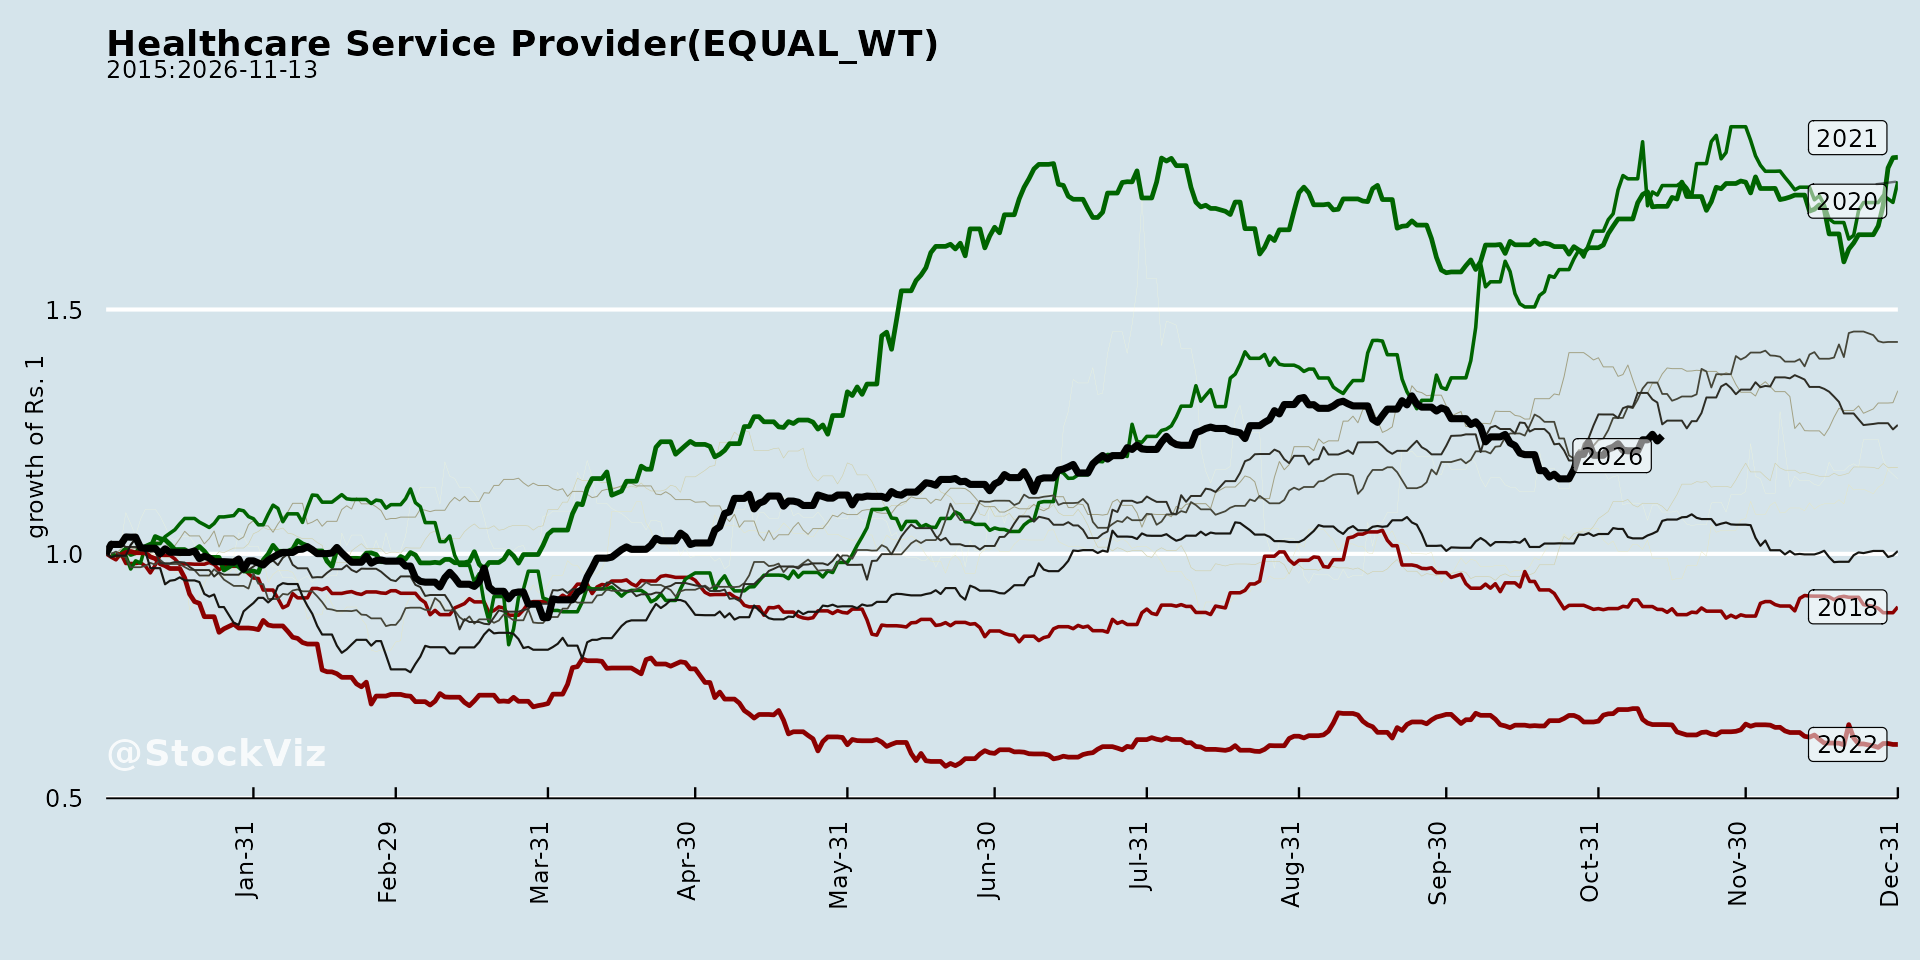 Healthcare Service Provider(EQUAL_WT)
2015:2026-11-13
growth of Rs. 1
1.5
1.0
0.5
2021
2020
2026
2018
2022
@StockViz
Jan-31
Feb-29
Mar-31
Apr-30
May-31
Jun-30
Jul-31
Aug-31
Sep-30
Oct-31
Nov-30
Dec-31